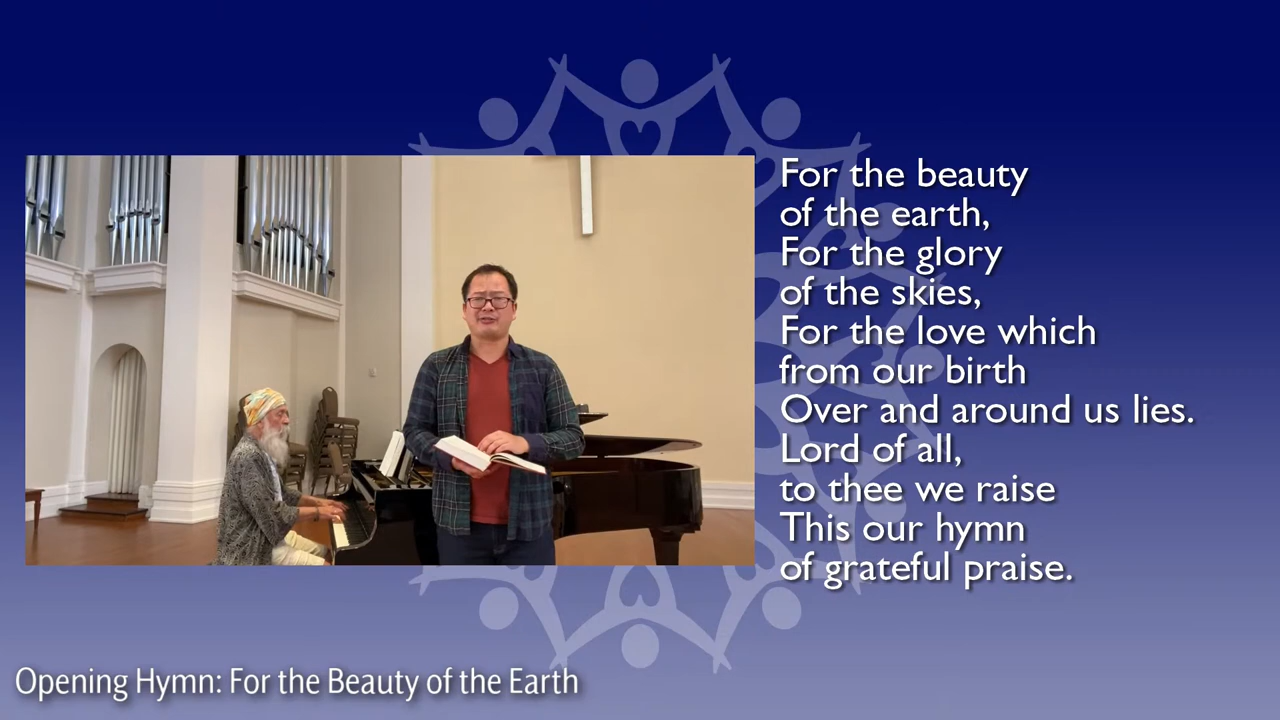 For the beauty
of the earth,
For the glory
of the skies,
For the love which
from our birth
Over and around us lies.
Lord of all,
to thee we raise
This our hymn
of grateful praise.
Opening Hymn: For the Beauty of the Earth